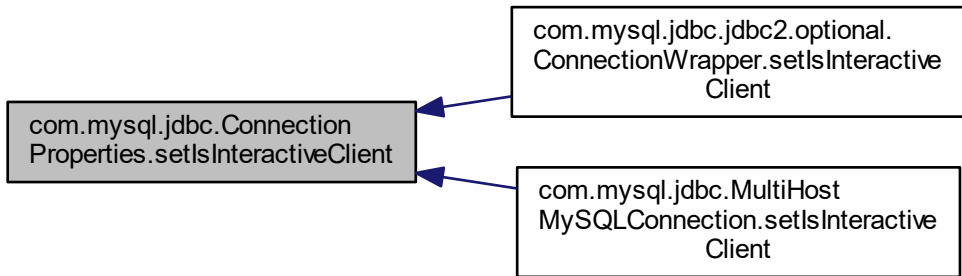 com.mysql.jdbc.Connection
Properties.setIsInteractiveClient
com.mysql.jdbc.jdbc2.optional.
ConnectionWrapper.setIsInteractive
Client
com.mysql.jdbc.MultiHost
MySQLConnection.setIsInteractive
Client